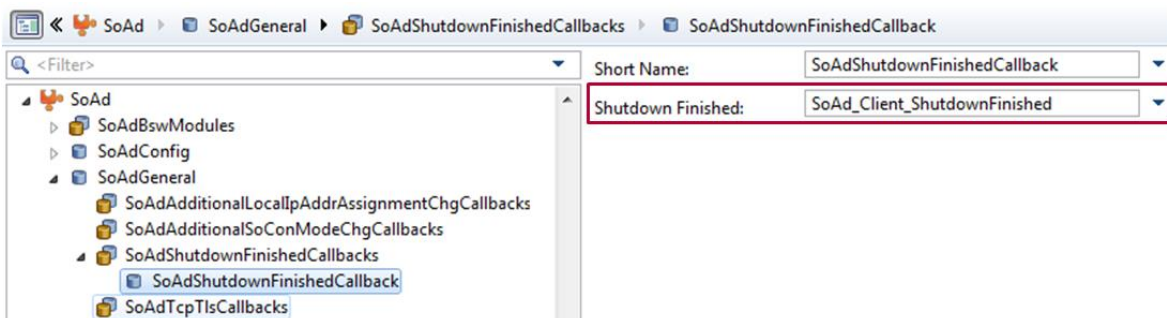 SoAd SoAdGeneral SoAdShutdownFinishedCallbacks SoAdShutdownFinishedCallback
<Filter>
SoAd
SoAdBswModules
SoAdConfig
SoAdGeneral
SoAdAdditionalLocalIpAddrAssignmentChgCallbacks
SoAdAdditionalSoConModeChgCallbacks
SoAdShutdownFinishedCallbacks
SoAdShutdownFinishedCallback
SoAdTcpTlsCallbacks
Short Name: SoAdShutdownFinishedCallback
Shutdown Finished: SoAd_Client_ShutdownFinished